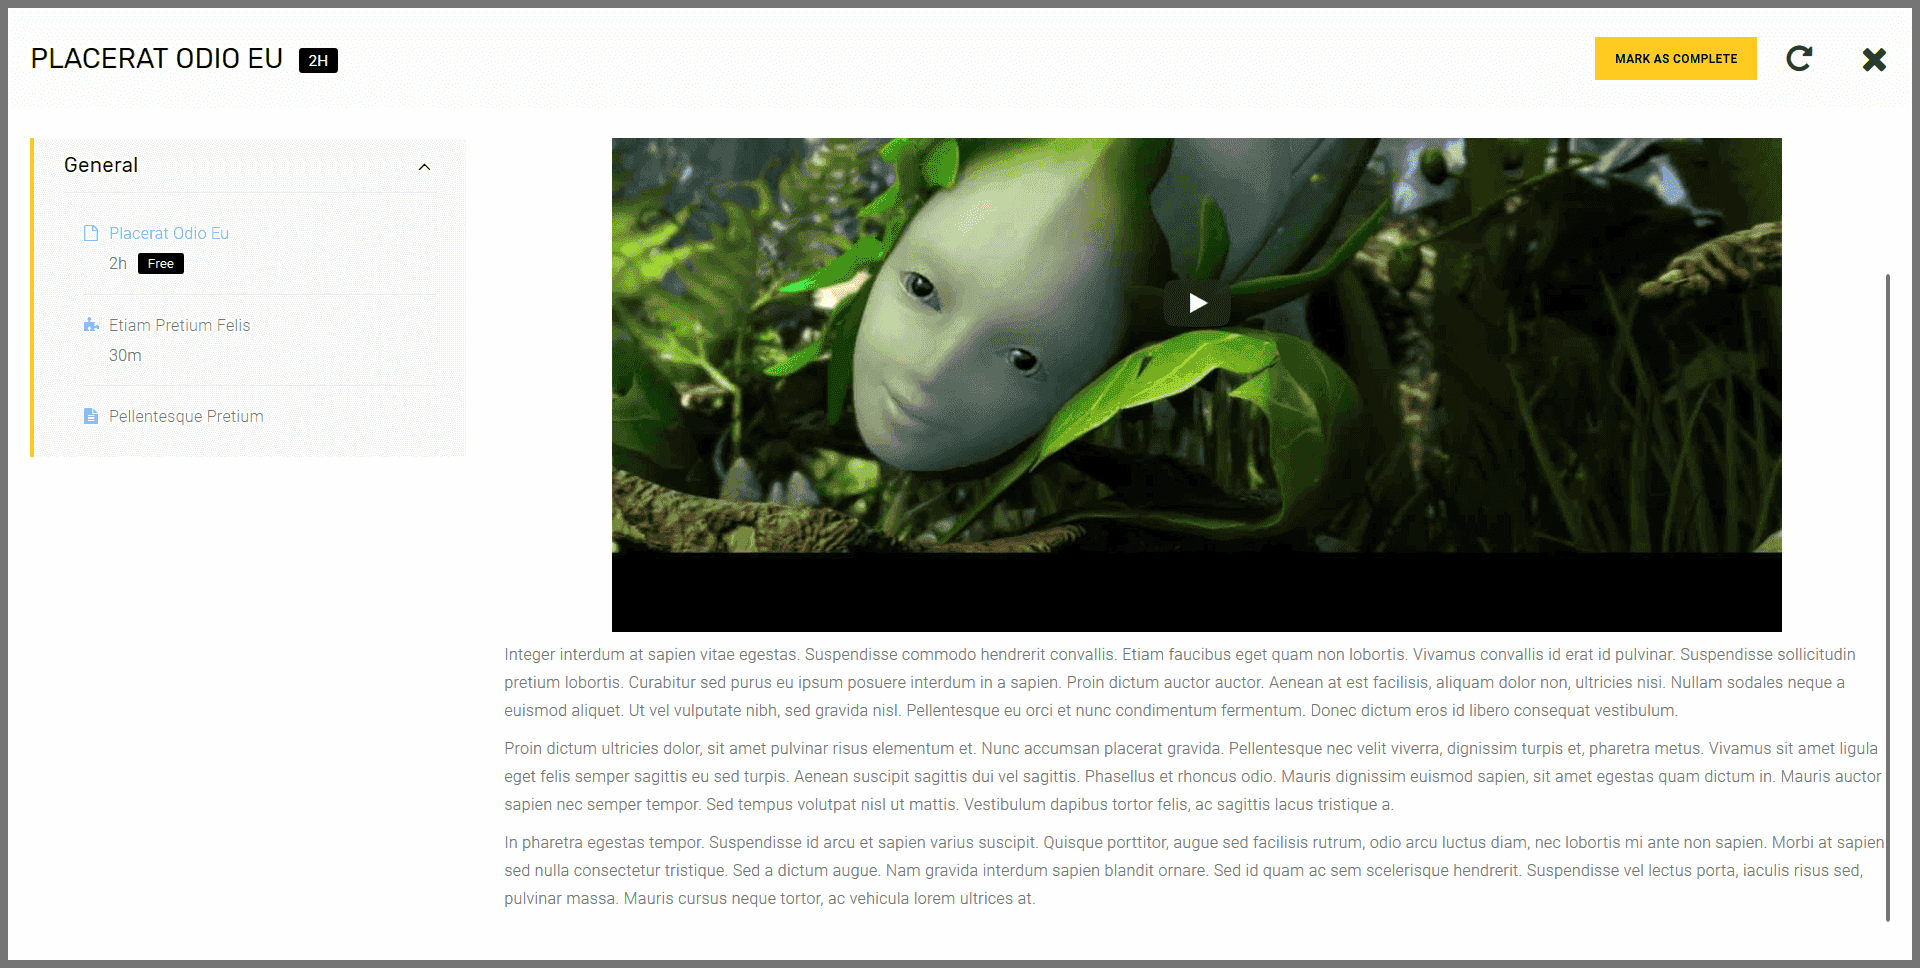 PLACERAT ODIO EU 2H
MARK AS COMPLETE
General
Placerat Odio Eu
2h Free
Etiam Pretium Felis
30m
Pellentesque Pretium
Integer interdum at sapien vitae egestas. Suspendisse commodo hendrerit convallis. Etiam faucibus eget quam non lobortis. Vivamus convallis id erat id pulvinar. Suspendisse sollicitudin
pretium lobortis. Curabitur sed purus eu ipsum posuere interdum in a sapien. Proin dictum auctor auctor. Aenean at est facilisis, aliquam dolor non, ultricies nisi. Nullam sodales neque a
euismod aliquet. Ut vel vulputate nibh, sed gravida nisl. Pellentesque eu orci et nunc condimentum fermentum. Donec dictum eros id libero consequat vestibulum.
Proin dictum ultricies dolor, sit amet pulvinar risus elementum et. Nunc accumsan placerat gravida. Pellentesque nec velit viverra, dignissim turpis et, pharetra metus. Vivamus sit amet ligula
eget felis semper sagittis eu sed turpis. Aenean suscipit sagittis dui vel sagittis. Phasellus et rhoncus odio. Mauris dignissim euismod sapien, sit amet egestas quam dictum in. Mauris auctor
sapien nec semper tempor. Sed tempus volutpat nisl ut mattis. Vestibulum dapibus tortor felis, ac sagittis lacus tristique a.
In pharetra egestas tempor. Suspendisse id arcu et sapien varius suscipit. Quisque porttitor, augue sed facilisis rutrum, odio arcu luctus diam, nec lobortis mi ante non sapien. Morbi at sapien
sed nulla consectetur tristique. Sed a dictum augue. Nam gravida interdum sapien blandit ornare. Sed id quam ac sem scelerisque hendrerit. Suspendisse vel lectus porta, iaculis risus sed,
pulvinar massa. Mauris cursus neque tortor, ac vehicula lorem ultrices at.